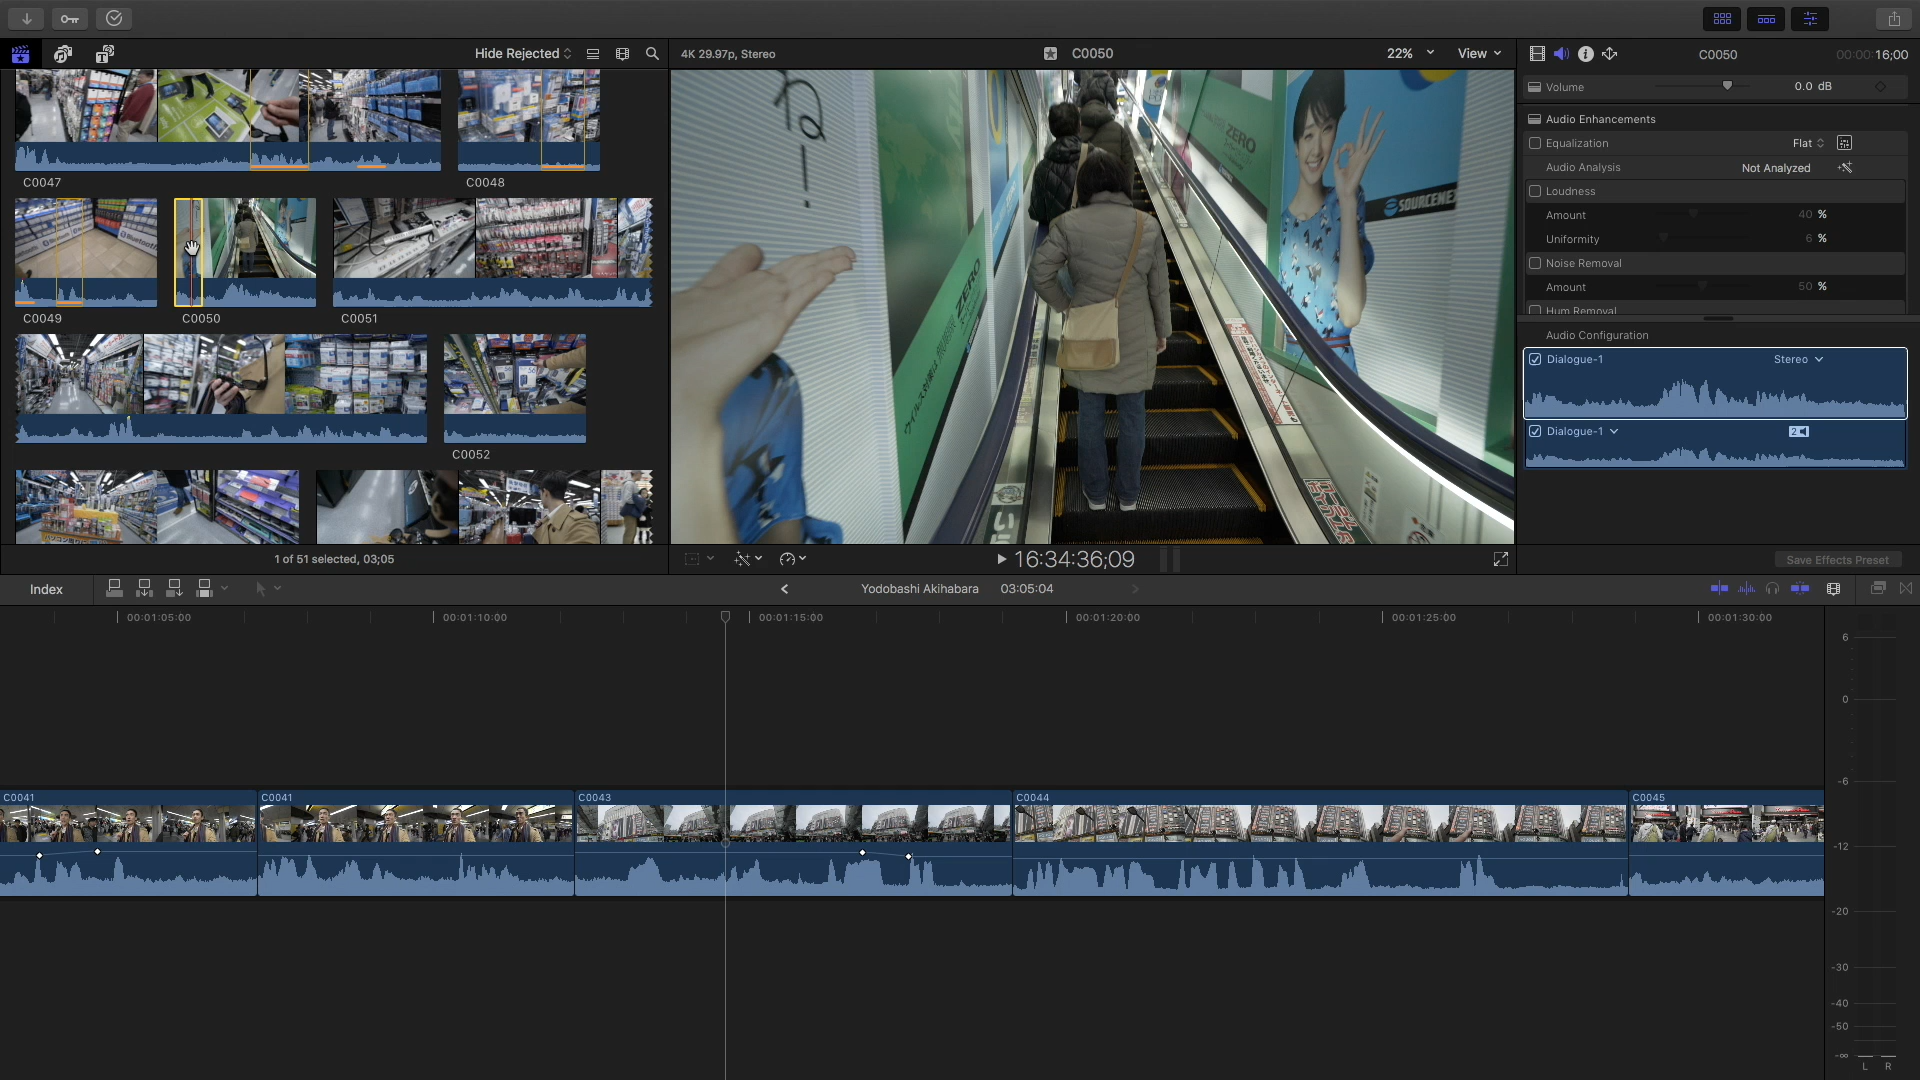 Hide Rejected
4K 29.97p, Stereo
C0050
22%
View
C0050
00:00:16;00
Volume
0.0 dB
Audio Enhancements
Equalization
Flat
Audio Analysis
Not Analyzed
Loudness
Amount
40 %
Uniformity
6 %
Noise Removal
Amount
50 %
Hum Removal
Audio Configuration
Dialogue-1
Stereo
Dialogue-1
2
C0047
C0048
C0049
C0050
C0051
C0052
ZERO
SOURCENEXT
ZERO
1 of 51 selected, 03;05
16:34:36;09
Save Effects Preset
Index
Yodobashi Akihabara
03:05:04
00:01:05:00
00:01:10:00
00:01:15:00
00:01:20:00
00:01:25:00
00:01:30:00
C0041
C0041
C0043
C0044
C0045
6
0
-6
-12
-20
-30
-40
-50
-∞
L
R